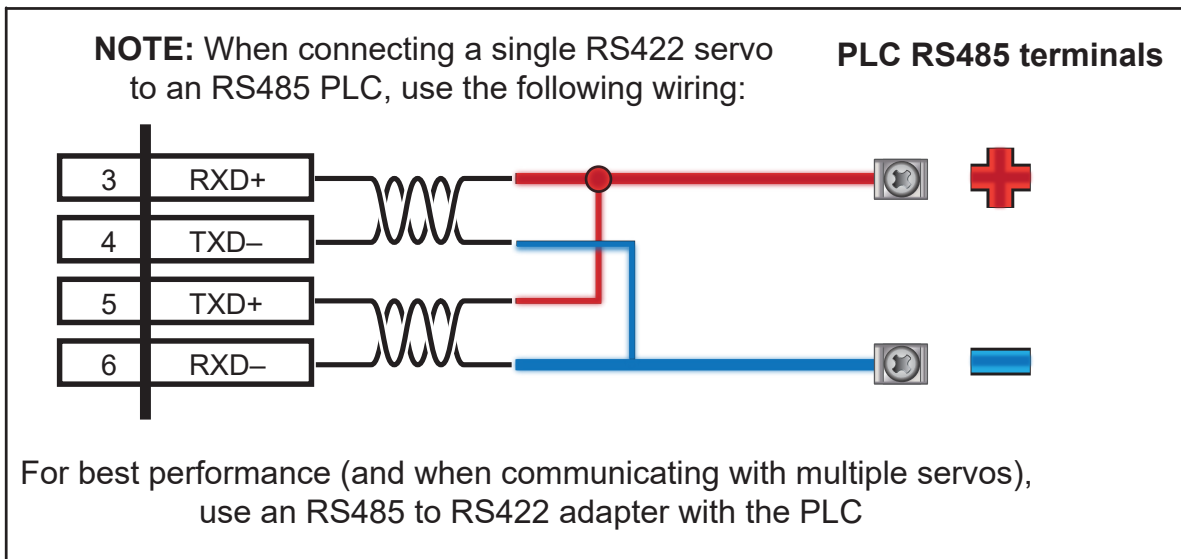 NOTE: When connecting a single RS422 servo
to an RS485 PLC, use the following wiring:
PLC RS485 terminals
3 RXD+
4 TXD–
5 TXD+
6 RXD–
For best performance (and when communicating with multiple servos),
use an RS485 to RS422 adapter with the PLC